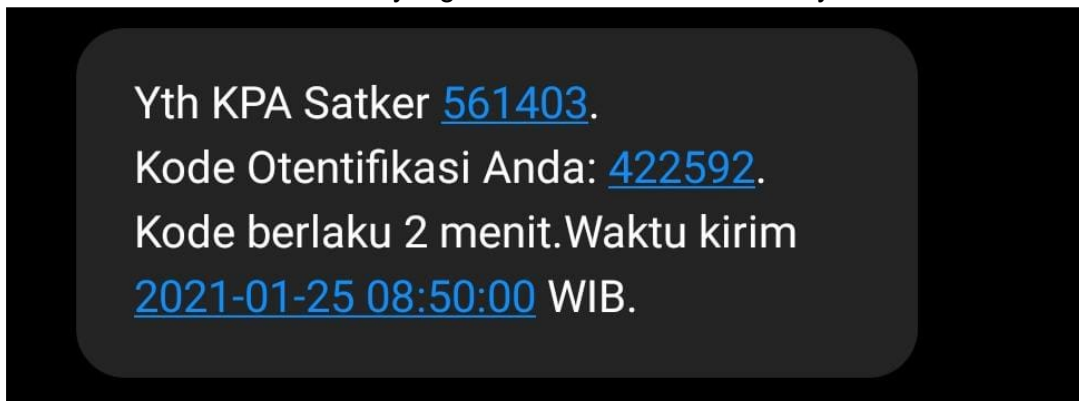 Yth KPA Satker 561403.
Kode Otentifikasi Anda: 422592.
Kode berlaku 2 menit.Waktu kirim
2021-01-25 08:50:00 WIB.